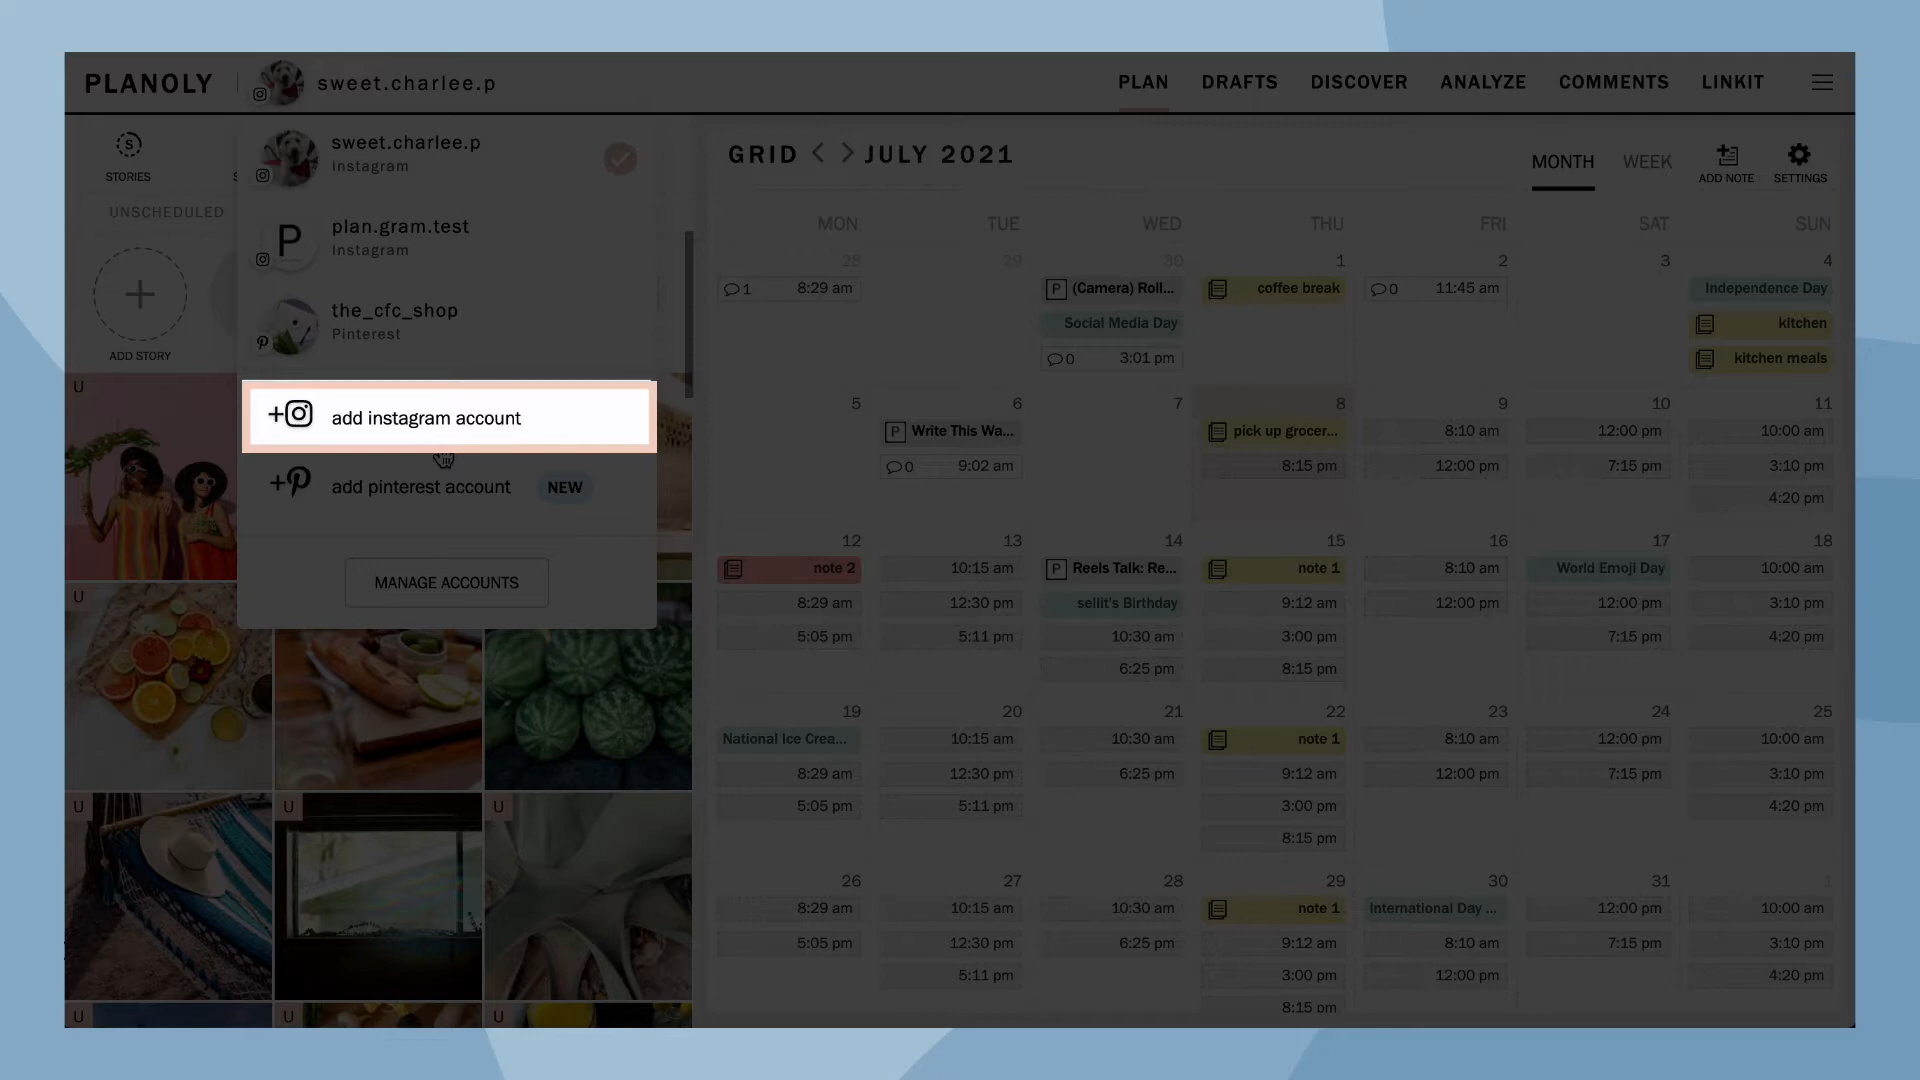 PLANOLY
sweet.charlee.p
PLAN
DRAFTS
DISCOVER
ANALYZE
COMMENTS
LINKIT
STORIES
UNSCHEDULED
ADD STORY
sweet.charlee.p
Instagram
P
plan.gram.test
Instagram
the_cfc_shop
Pinterest
add instagram account
add pinterest account NEW
MANAGE ACCOUNTS
U
U
U
U
U
U
U
U
GRID < > JULY 2021
MONTH
WEEK
ADD NOTE
SETTINGS
MON TUE WED THU FRI SAT SUN
28 29 30 1 2 3 4
1 8:29 am
P (Camera) Roll...
coffee break
0 11:45 am
Independence Day
Social Media Day
kitchen
0 3:01 pm
kitchen meals
5 6 7 8 9 10 11
P Write This Wa...
pick up grocer...
8:10 am
12:00 pm
10:00 am
0 9:02 am
8:15 pm
12:00 pm
7:15 pm
3:10 pm
4:20 pm
12 13 14 15 16 17 18
note 2
10:15 am
P Reels Talk: Re...
note 1
8:10 am
World Emoji Day
10:00 am
8:29 am
12:30 pm
sellit's Birthday
9:12 am
12:00 pm
12:00 pm
3:10 pm
5:05 pm
5:11 pm
10:30 am
3:00 pm
7:15 pm
4:20 pm
6:25 pm
8:15 pm
19 20 21 22 23 24 25
National Ice Crea...
10:15 am
10:30 am
note 1
8:10 am
12:00 pm
10:00 am
8:29 am
12:30 pm
6:25 pm
9:12 am
12:00 pm
7:15 pm
3:10 pm
5:05 pm
5:11 pm
3:00 pm
4:20 pm
8:15 pm
26 27 28 29 30 31 1
8:29 am
10:15 am
10:30 am
note 1
International Day ...
12:00 pm
10:00 am
5:05 pm
12:30 pm
6:25 pm
9:12 am
8:10 am
7:15 pm
3:10 pm
5:11 pm
3:00 pm
12:00 pm
4:20 pm
8:15 pm